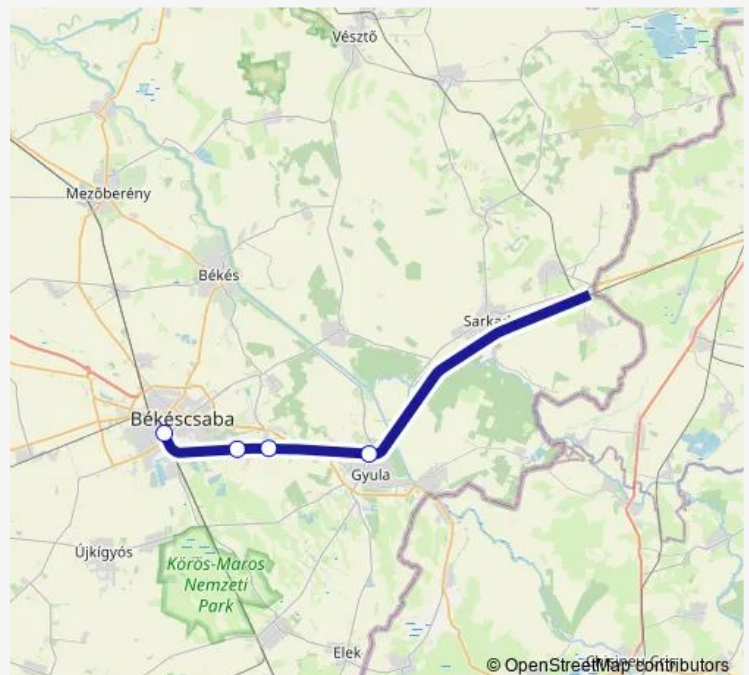 Vésztő
Mezőberény
Békés
Sarka
Békéscsaba
Gyula
Újkígyós
Körös-Maros
Nemzeti
Park
Elek
© OpenStreetMap contributors